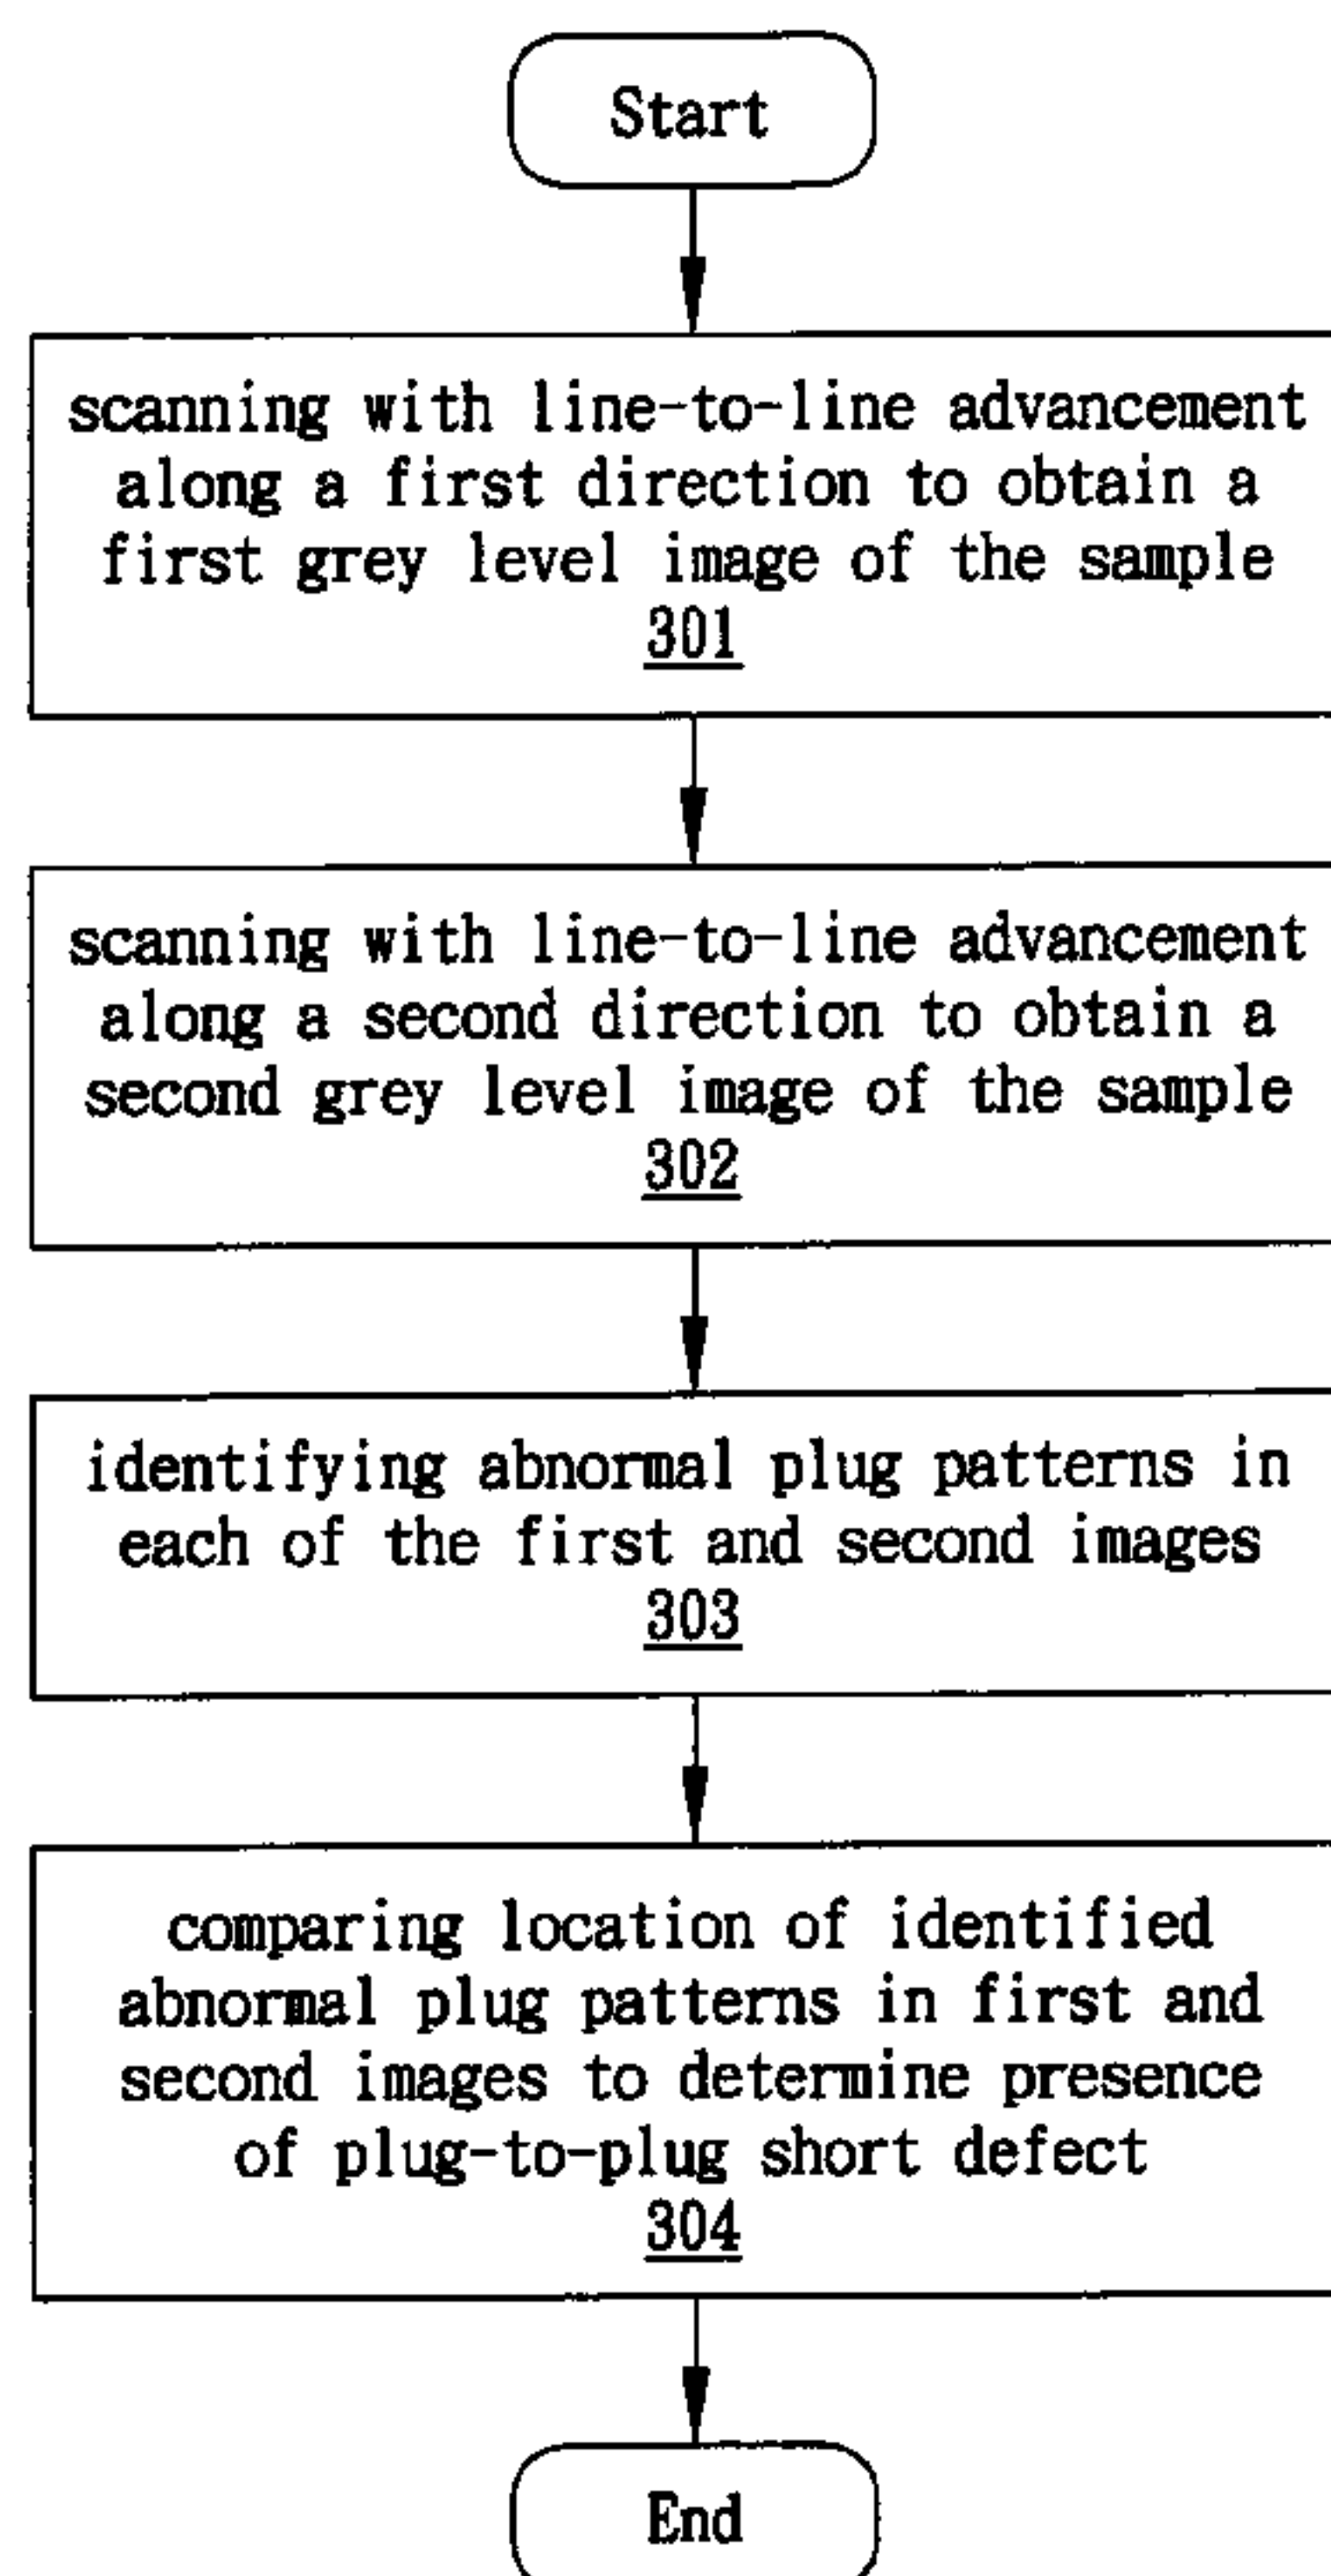 Start
scanning with line-to-line advancement
along a first direction to obtain a
first grey level image of the sample
301
scanning with line-to-line advancement
along a second direction to obtain a
second grey level image of the sample
302
identifying abnormal plug patterns in
each of the first and second images
303
comparing location of identified
abnormal plug patterns in first and
second images to determine presence
of plug-to-plug short defect
304
End